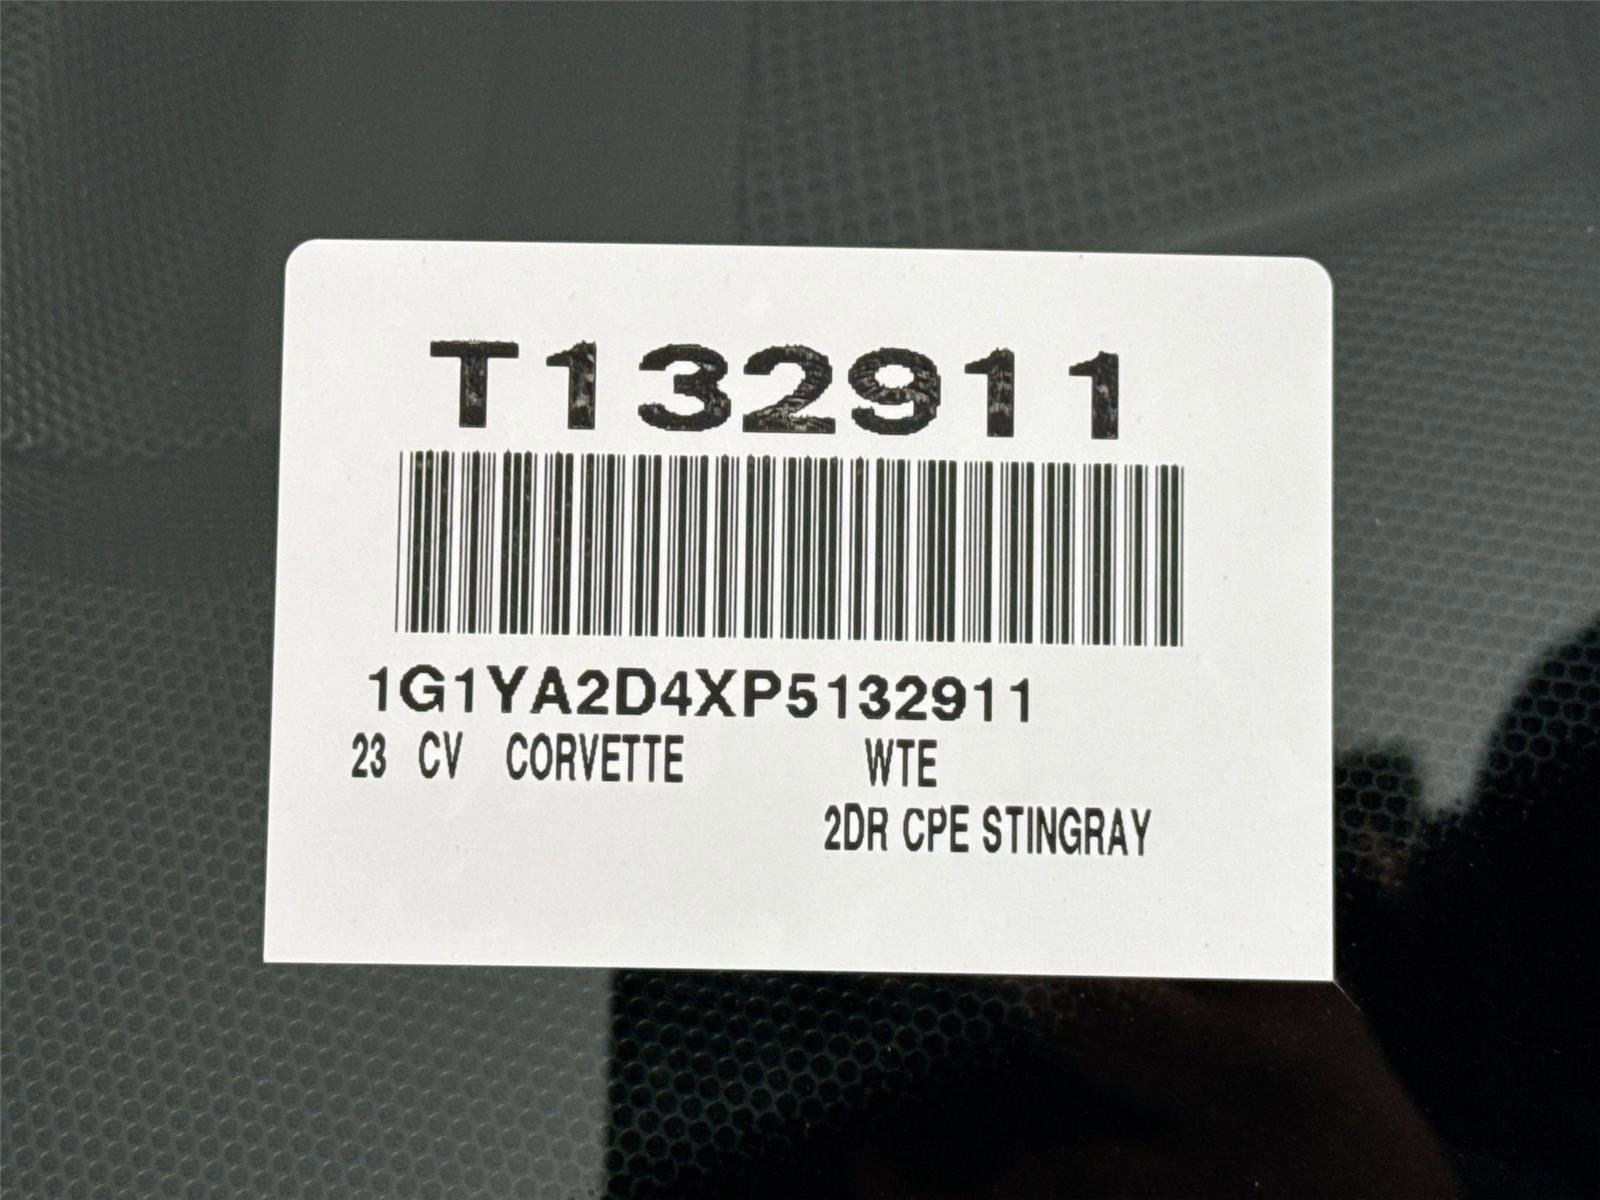 T132911
1G1YA2D4XP5132911
23 CV CORVETTE WTE
2DR CPE STINGRAY